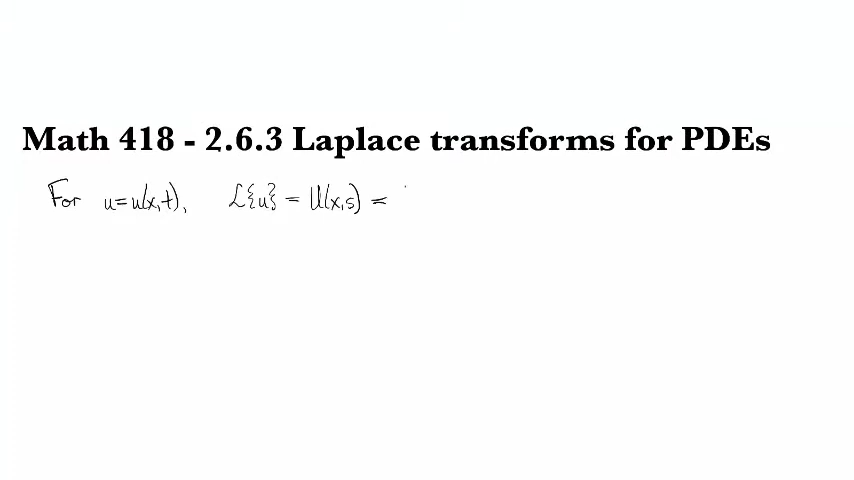 Math 418 - 2.6.3 Laplace transforms for PDEs
For u=u(x,t), ℒ{u} = U(x,s) =